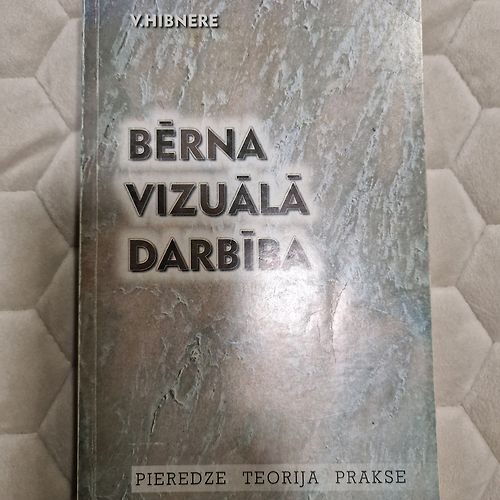 V.HIBNERE
BĒRNA
VIZUĀLĀ
DARBĪBA
PIEREDZE TEORIJA PRAKSE